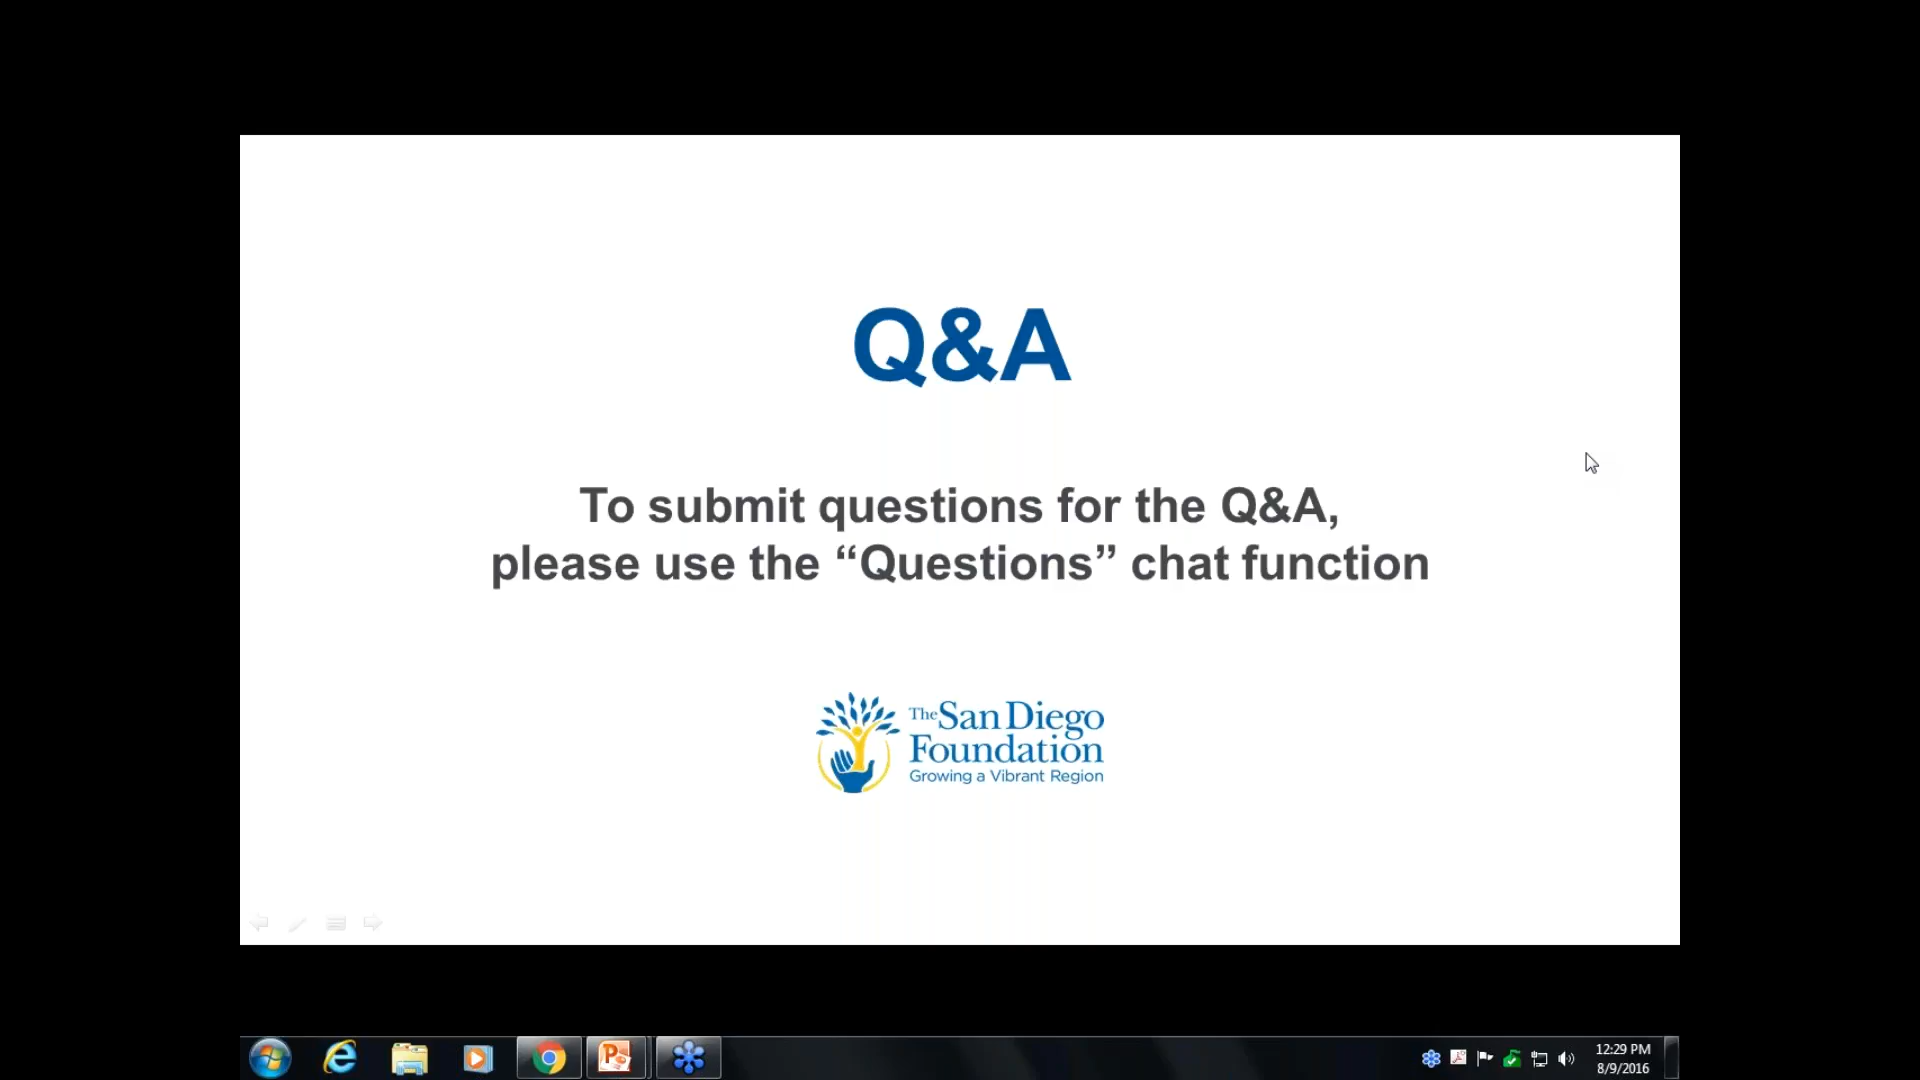 Q&A
To submit questions for the Q&A,
please use the “Questions” chat function
The San Diego
Foundation
Growing a Vibrant Region
12:29 PM
8/9/2016